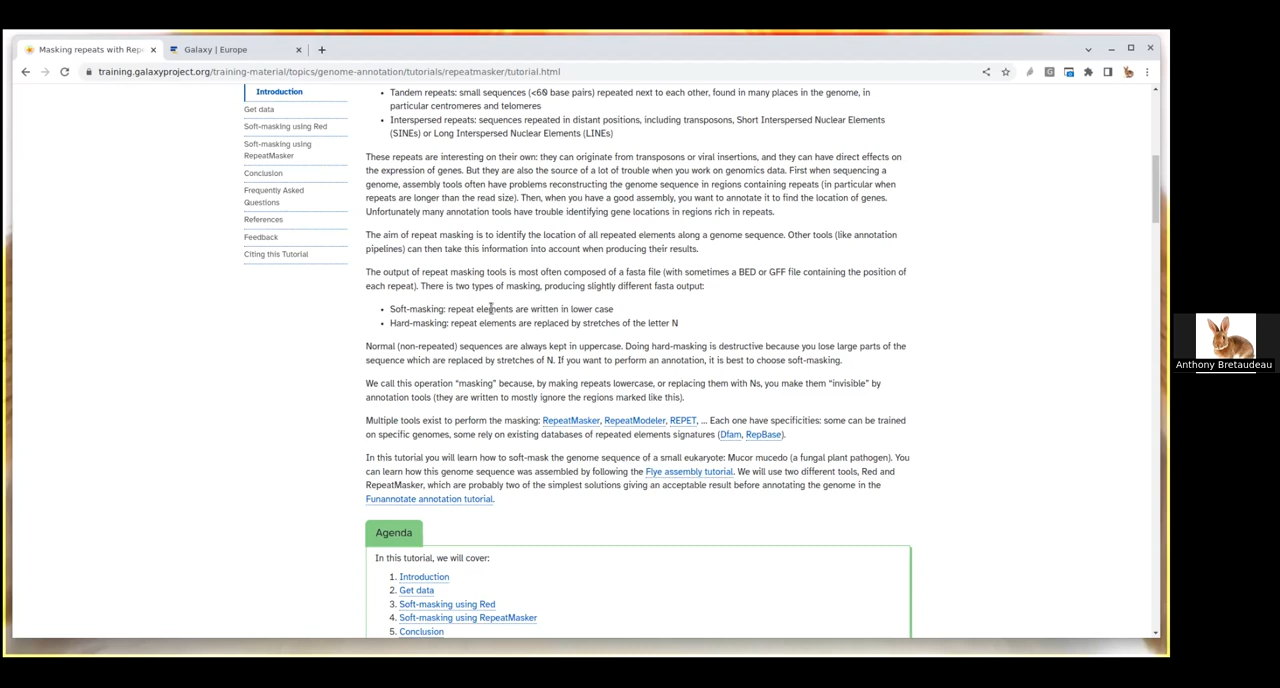 Masking repeats with Rep
Galaxy | Europe
training.galaxyproject.org/training-material/topics/genome-annotation/tutorials/repeatmasker/tutorial.html
Introduction
Get data
Soft-masking using Red
Soft-masking using
RepeatMasker
Conclusion
Frequently Asked
Questions
References
Feedback
Citing this Tutorial
• Tandem repeats: small sequences (<60 base pairs) repeated next to each other, found in many places in the genome, in
particular centromeres and telomeres
• Interspersed repeats: sequences repeated in distant positions, including transposons, Short Interspersed Nuclear Elements
(SINEs) or Long Interspersed Nuclear Elements (LINEs)
These repeats are interesting on their own: they can originate from transposons or viral insertions, and they can have direct effects on
the expression of genes. But they are also the source of a lot of trouble when you work on genomics data. First when sequencing a
genome, assembly tools often have problems reconstructing the genome sequence in regions containing repeats (in particular when
repeats are longer than the read size). Then, when you have a good assembly, you want to annotate it to find the location of genes.
Unfortunately many annotation tools have trouble identifying gene locations in regions rich in repeats.
The aim of repeat masking is to identify the location of all repeated elements along a genome sequence. Other tools (like annotation
pipelines) can then take this information into account when producing their results.
The output of repeat masking tools is most often composed of a fasta file (with sometimes a BED or GFF file containing the position of
each repeat). There is two types of masking, producing slightly different fasta output:
• Soft-masking: repeat elements are written in lower case
• Hard-masking: repeat elements are replaced by stretches of the letter N
Normal (non-repeated) sequences are always kept in uppercase. Doing hard-masking is destructive because you lose large parts of the
sequence which are replaced by stretches of N. If you want to perform an annotation, it is best to choose soft-masking.
We call this operation “masking” because, by making repeats lowercase, or replacing them with Ns, you make them “invisible” by
annotation tools (they are written to mostly ignore the regions marked like this).
Multiple tools exist to perform the masking: RepeatMasker, RepeatModeler, REPET, ... Each one have specificities: some can be trained
on specific genomes, some rely on existing databases of repeated elements signatures (Dfam, RepBase).
In this tutorial you will learn how to soft-mask the genome sequence of a small eukaryote: Mucor mucedo (a fungal plant pathogen). You
can learn how this genome sequence was assembled by following the Flye assembly tutorial. We will use two different tools, Red and
RepeatMasker, which are probably two of the simplest solutions giving an acceptable result before annotating the genome in the
Funannotate annotation tutorial.
Agenda
In this tutorial, we will cover:
1. Introduction
2. Get data
3. Soft-masking using Red
4. Soft-masking using RepeatMasker
5. Conclusion
Anthony Bretaudeau